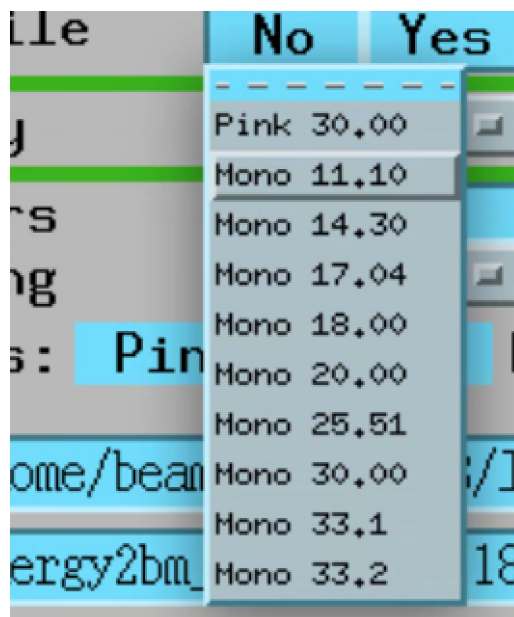 ile No Yes
Pink 30.00
y
Mono 11.10
rs
Mono 14.30
ng
Mono 17.04
Mono 18.00
s: Pin
Mono 20.00
Mono 25.51
ome/beam Mono 30.00
Mono 33.1
ergy2bm_ Mono 33.2 18